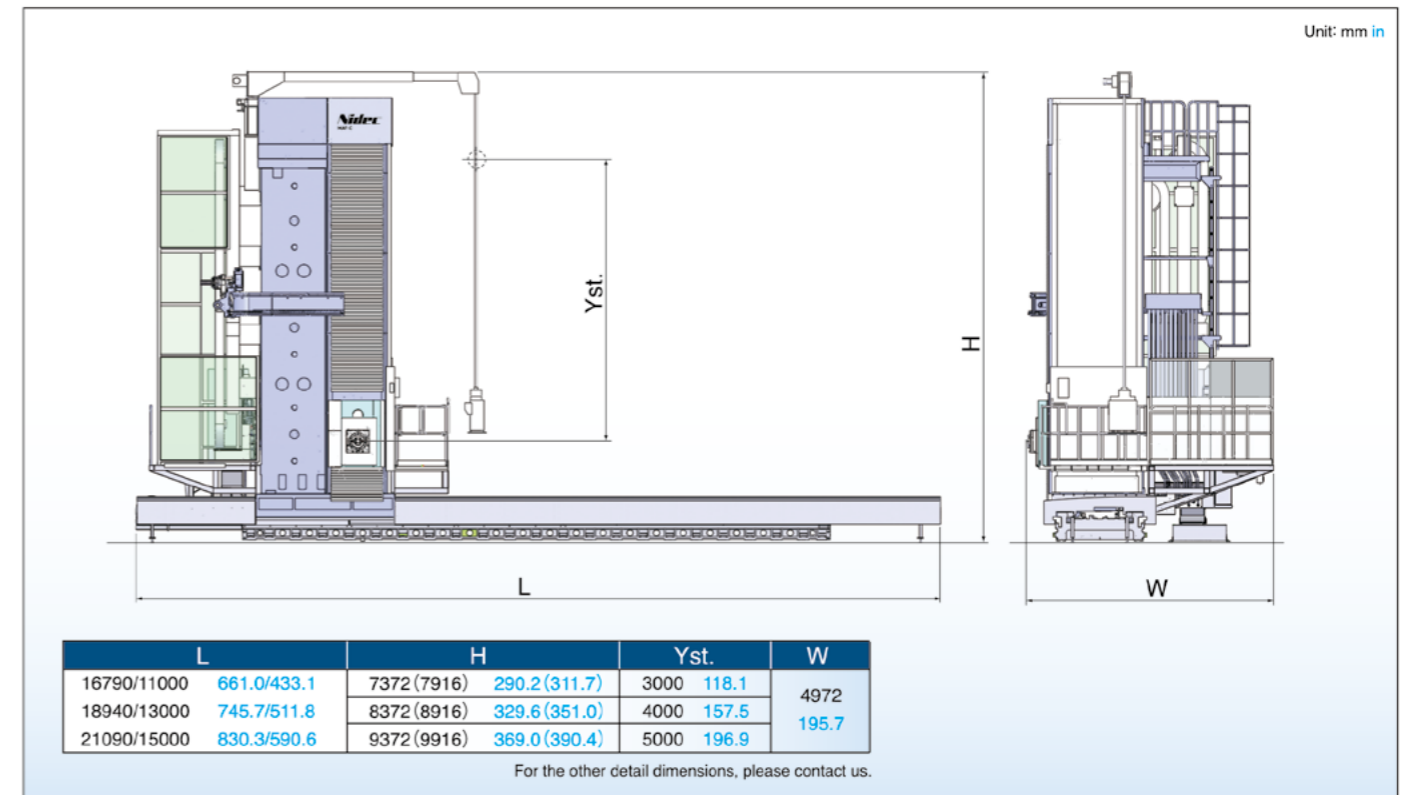 Unit: mm in
Nidec
Yst.
H
L
W
L H Yst. W
16790/11000 661.0/433.1 7372(7916) 290.2(311.7) 3000 118.1
4972
18940/13000 745.7/511.8 8372(8916) 329.6(351.0) 4000 157.5
195.7
21090/15000 830.3/590.6 9372(9916) 369.0(390.4) 5000 196.9
For the other detail dimensions, please contact us.